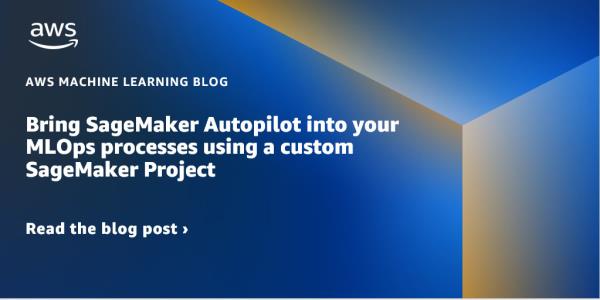 aws
AWS MACHINE LEARNING BLOG
Bring SageMaker Autopilot into your
MLOps processes using a custom
SageMaker Project
Read the blog post ›